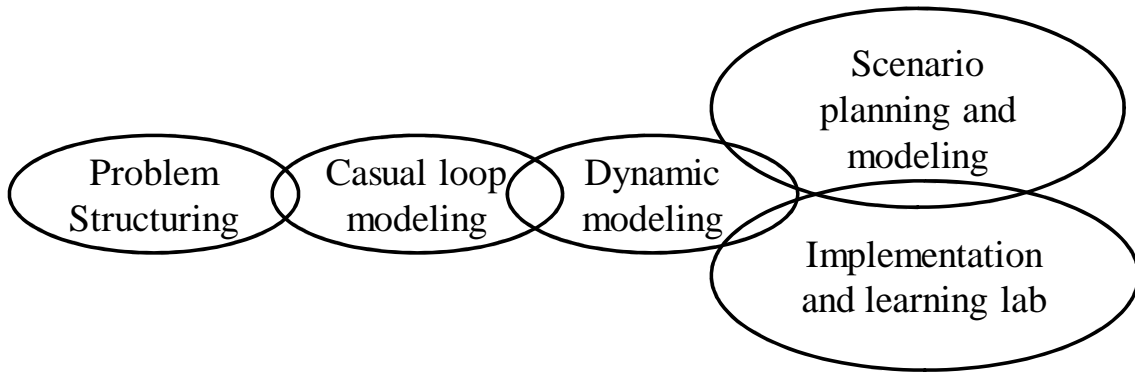 Problem
Structuring
Casual loop
modeling
Dynamic
modeling
Scenario
planning and
modeling
Implementation
and learning lab